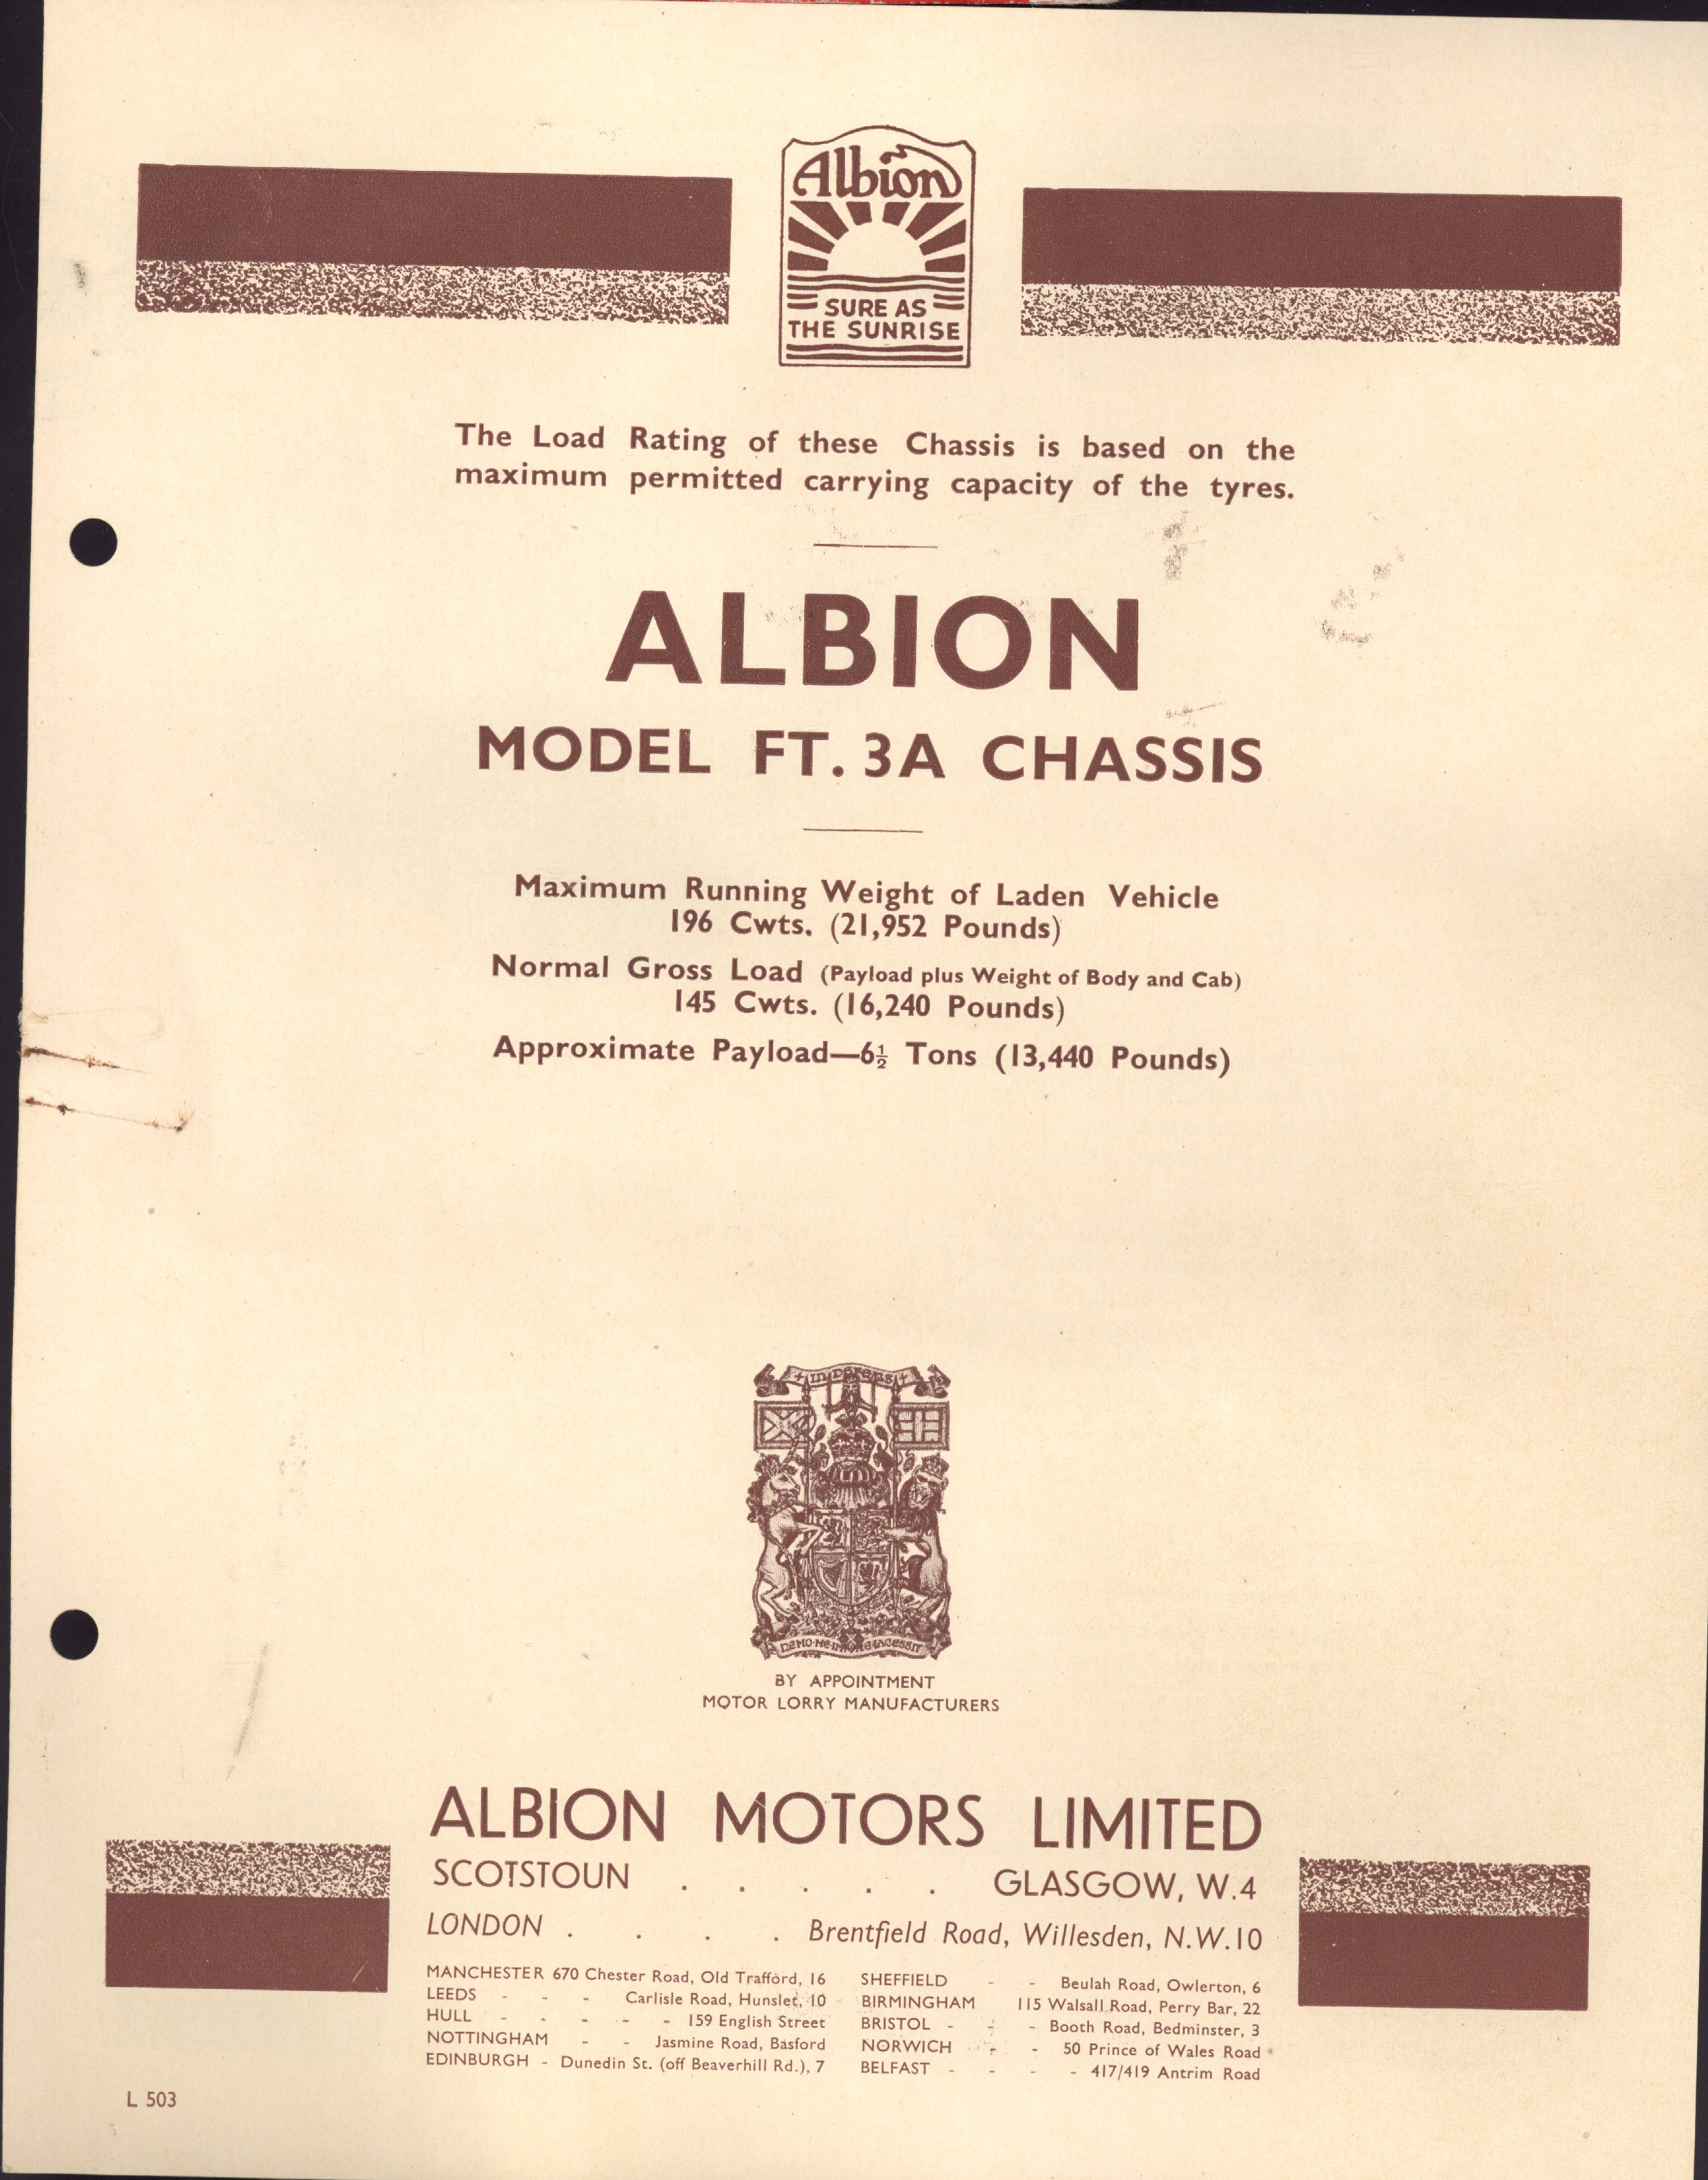 Albion
SURE AS
THE SUNRISE
The Load Rating of these Chassis is based on the
maximum permitted carrying capacity of the tyres.
ALBION
MODEL FT. 3A CHASSIS
Maximum Running Weight of Laden Vehicle
196 Cwts. (21,952 Pounds)
Normal Gross Load (Payload plus Weight of Body and Cab)
145 Cwts. (16,240 Pounds)
Approximate Payload—6½ Tons (13,440 Pounds)
IN DEFENS
NEMO ME IMPUNE LACESSIT
BY APPOINTMENT
MOTOR LORRY MANUFACTURERS
ALBION MOTORS LIMITED
SCOTSTOUN . . . . . GLASGOW, W.4
LONDON . . . . Brentfield Road, Willesden, N.W.10
MANCHESTER 670 Chester Road, Old Trafford, 16
LEEDS - - - Carlisle Road, Hunslet, 10
HULL - - - - - 159 English Street
NOTTINGHAM - - Jasmine Road, Basford
EDINBURGH - Dunedin St. (off Beaverhill Rd.), 7
SHEFFIELD - - Beulah Road, Owlerton, 6
BIRMINGHAM 115 Walsall Road, Perry Bar, 22
BRISTOL - - - Booth Road, Bedminster, 3
NORWICH - - 50 Prince of Wales Road
BELFAST - - - - 417/419 Antrim Road
L 503